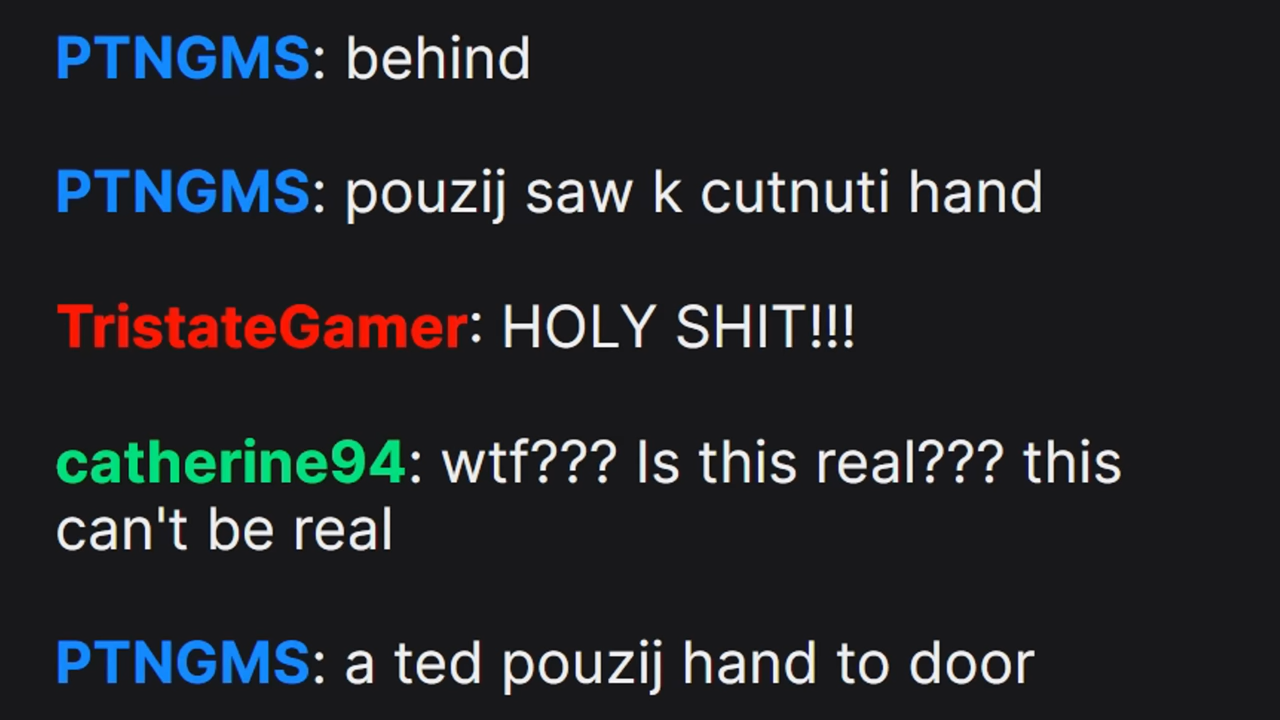 PTNGMS: behind
PTNGMS: pouzij saw k cutnuti hand
TristateGamer: HOLY SHIT!!!
catherine94: wtf??? Is this real??? this
can't be real
PTNGMS: a ted pouzij hand to door